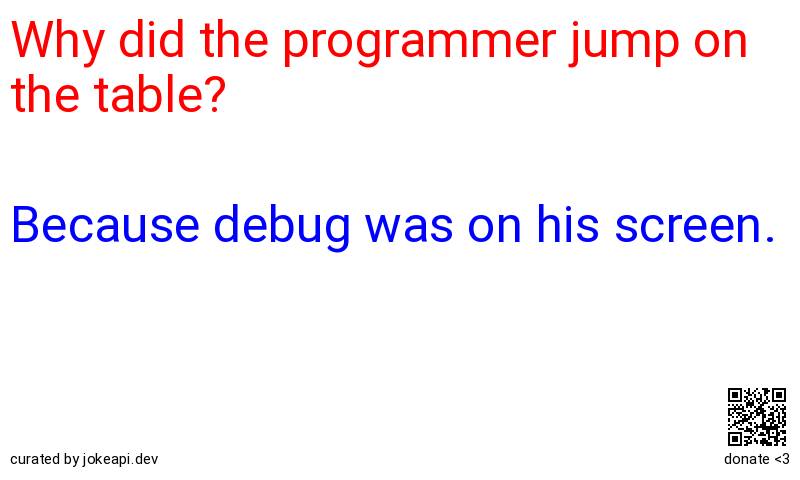 Why did the programmer jump on
the table?
Because debug was on his screen.
curated by jokeapi.dev
donate <3